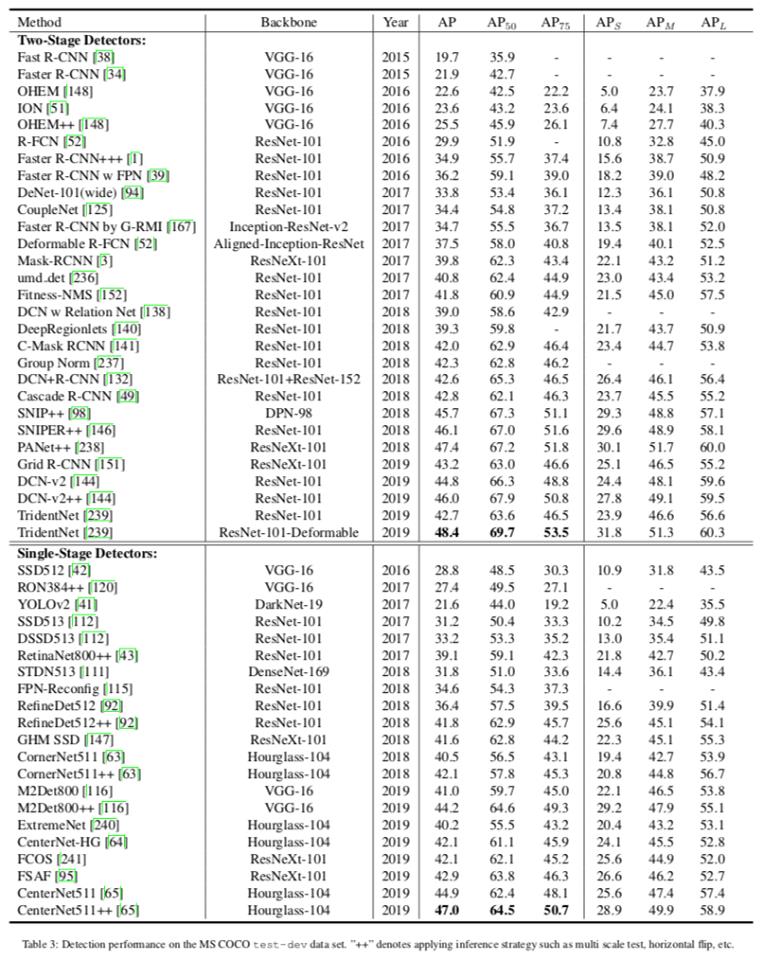 Method Backbone Year AP AP50 AP75 APS APM APL
Two-Stage Detectors:
Fast R-CNN [38] VGG-16 2015 19.7 35.9 - - - -
Faster R-CNN [34] VGG-16 2015 21.9 42.7 - - - -
OHEM [148] VGG-16 2016 22.6 42.5 22.2 5.0 23.7 37.9
ION [51] VGG-16 2016 23.6 43.2 23.6 6.4 24.1 38.3
OHEM++ [148] VGG-16 2016 25.5 45.9 26.1 7.4 27.7 40.3
R-FCN [52] ResNet-101 2016 29.9 51.9 - 10.8 32.8 45.0
Faster R-CNN+++ [1] ResNet-101 2016 34.9 55.7 37.4 15.6 38.7 50.9
Faster R-CNN w FPN [39] ResNet-101 2016 36.2 59.1 39.0 18.2 39.0 48.2
DeNet-101(wide) [94] ResNet-101 2017 33.8 53.4 36.1 12.3 36.1 50.8
CoupleNet [125] ResNet-101 2017 34.4 54.8 37.2 13.4 38.1 50.8
Faster R-CNN by G-RMI [167] Inception-ResNet-v2 2017 34.7 55.5 36.7 13.5 38.1 52.0
Deformable R-FCN [52] Aligned-Inception-ResNet 2017 37.5 58.0 40.8 19.4 40.1 52.5
Mask-RCNN [3] ResNeXt-101 2017 39.8 62.3 43.4 22.1 43.2 51.2
umd_det [236] ResNet-101 2017 40.8 62.4 44.9 23.0 43.4 53.2
Fitness-NMS [152] ResNet-101 2017 41.8 60.9 44.9 21.5 45.0 57.5
DCN w Relation Net [138] ResNet-101 2018 39.0 58.6 42.9 - - -
DeepRegionlets [140] ResNet-101 2018 39.3 59.8 - 21.7 43.7 50.9
C-Mask RCNN [141] ResNet-101 2018 42.0 62.9 46.4 23.4 44.7 53.8
Group Norm [237] ResNet-101 2018 42.3 62.8 46.2 - - -
DCN+R-CNN [132] ResNet-101+ResNet-152 2018 42.6 65.3 46.5 26.4 46.1 56.4
Cascade R-CNN [49] ResNet-101 2018 42.8 62.1 46.3 23.7 45.5 55.2
SNIP++ [98] DPN-98 2018 45.7 67.3 51.1 29.3 48.8 57.1
SNIPER++ [146] ResNet-101 2018 46.1 67.0 51.6 29.6 48.9 58.1
PANet++ [238] ResNeXt-101 2018 47.4 67.2 51.8 30.1 51.7 60.0
Grid R-CNN [151] ResNeXt-101 2019 43.2 63.0 46.6 25.1 46.5 55.2
DCN-v2 [144] ResNet-101 2019 44.8 66.3 48.8 24.4 48.1 59.6
DCN-v2++ [144] ResNet-101 2019 46.0 67.9 50.8 27.8 49.1 59.5
TridentNet [239] ResNet-101 2019 42.7 63.6 46.5 23.9 46.6 56.6
TridentNet [239] ResNet-101-Deformable 2019 48.4 69.7 53.5 31.8 51.3 60.3
Single-Stage Detectors:
SSD512 [42] VGG-16 2016 28.8 48.5 30.3 10.9 31.8 43.5
RON384++ [120] VGG-16 2017 27.4 49.5 27.1 - - -
YOLOv2 [41] DarkNet-19 2017 21.6 44.0 19.2 5.0 22.4 35.5
SSD513 [112] ResNet-101 2017 31.2 50.4 33.3 10.2 34.5 49.8
DSSD513 [112] ResNet-101 2017 33.2 53.3 35.2 13.0 35.4 51.1
RetinaNet800++ [43] ResNet-101 2017 39.1 59.1 42.3 21.8 42.7 50.2
STDN513 [111] DenseNet-169 2018 31.8 51.0 33.6 14.4 36.1 43.4
FPN-Reconfig [115] ResNet-101 2018 34.6 54.3 37.3 - - -
RefineDet512 [92] ResNet-101 2018 36.4 57.5 39.5 16.6 39.9 51.4
RefineDet512++ [92] ResNet-101 2018 41.8 62.9 45.7 25.6 45.1 54.1
GHM SSD [147] ResNeXt-101 2018 41.6 62.8 44.2 22.3 45.1 55.3
CornerNet511 [63] Hourglass-104 2018 40.5 56.5 43.1 19.4 42.7 53.9
CornerNet511++ [63] Hourglass-104 2018 42.1 57.8 45.3 20.8 44.8 56.7
M2Det800 [116] VGG-16 2019 41.0 59.7 45.0 22.1 46.5 53.8
M2Det800++ [116] VGG-16 2019 44.2 64.6 49.3 29.2 47.9 55.1
ExtremeNet [240] Hourglass-104 2019 40.2 55.5 43.2 20.4 43.2 53.1
CenterNet-HG [64] Hourglass-104 2019 42.1 61.1 45.9 24.1 45.5 52.8
FCOS [241] ResNeXt-101 2019 42.1 62.1 45.2 25.6 44.9 52.0
FSAF [95] ResNeXt-101 2019 42.9 63.8 46.3 26.6 46.2 52.7
CenterNet511 [65] Hourglass-104 2019 44.9 62.4 48.1 25.6 47.4 57.4
CenterNet511++ [65] Hourglass-104 2019 47.0 64.5 50.7 28.9 49.9 58.9
Table 3: Detection performance on the MS COCO test-dev data set. "++" denotes applying inference strategy such as multi scale test, horizontal flip, etc.